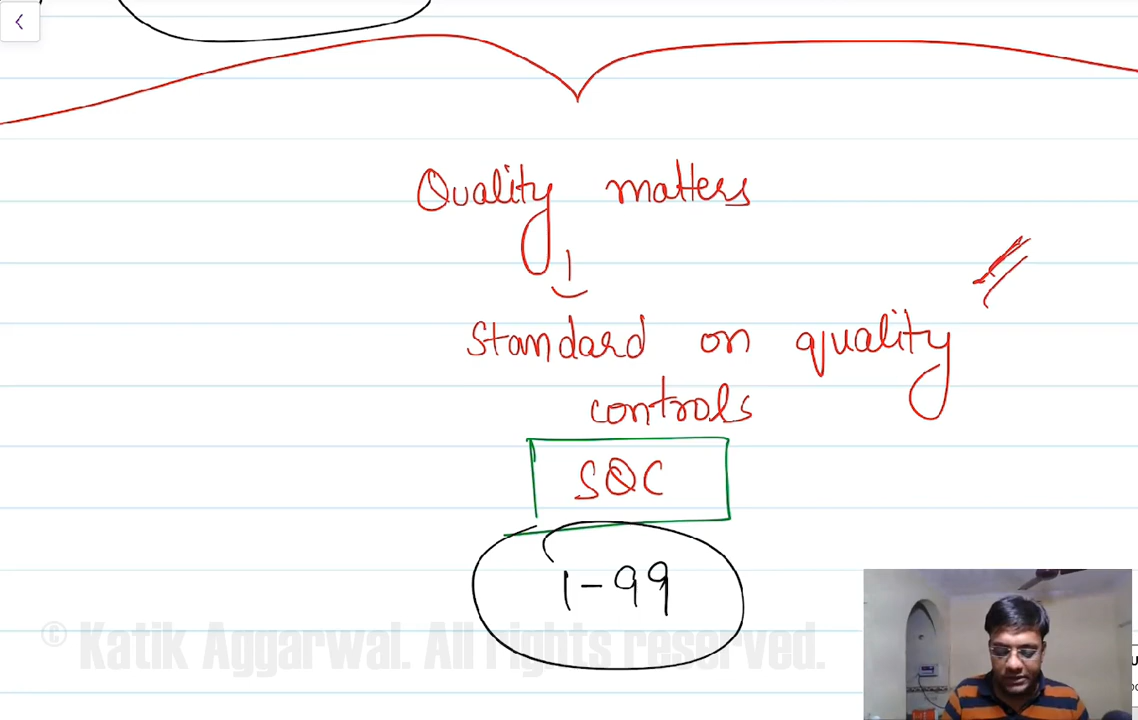 Quality matters
Standard on quality
controls
SQC
1-99
© Katik Aggarwal. All rights reserved.